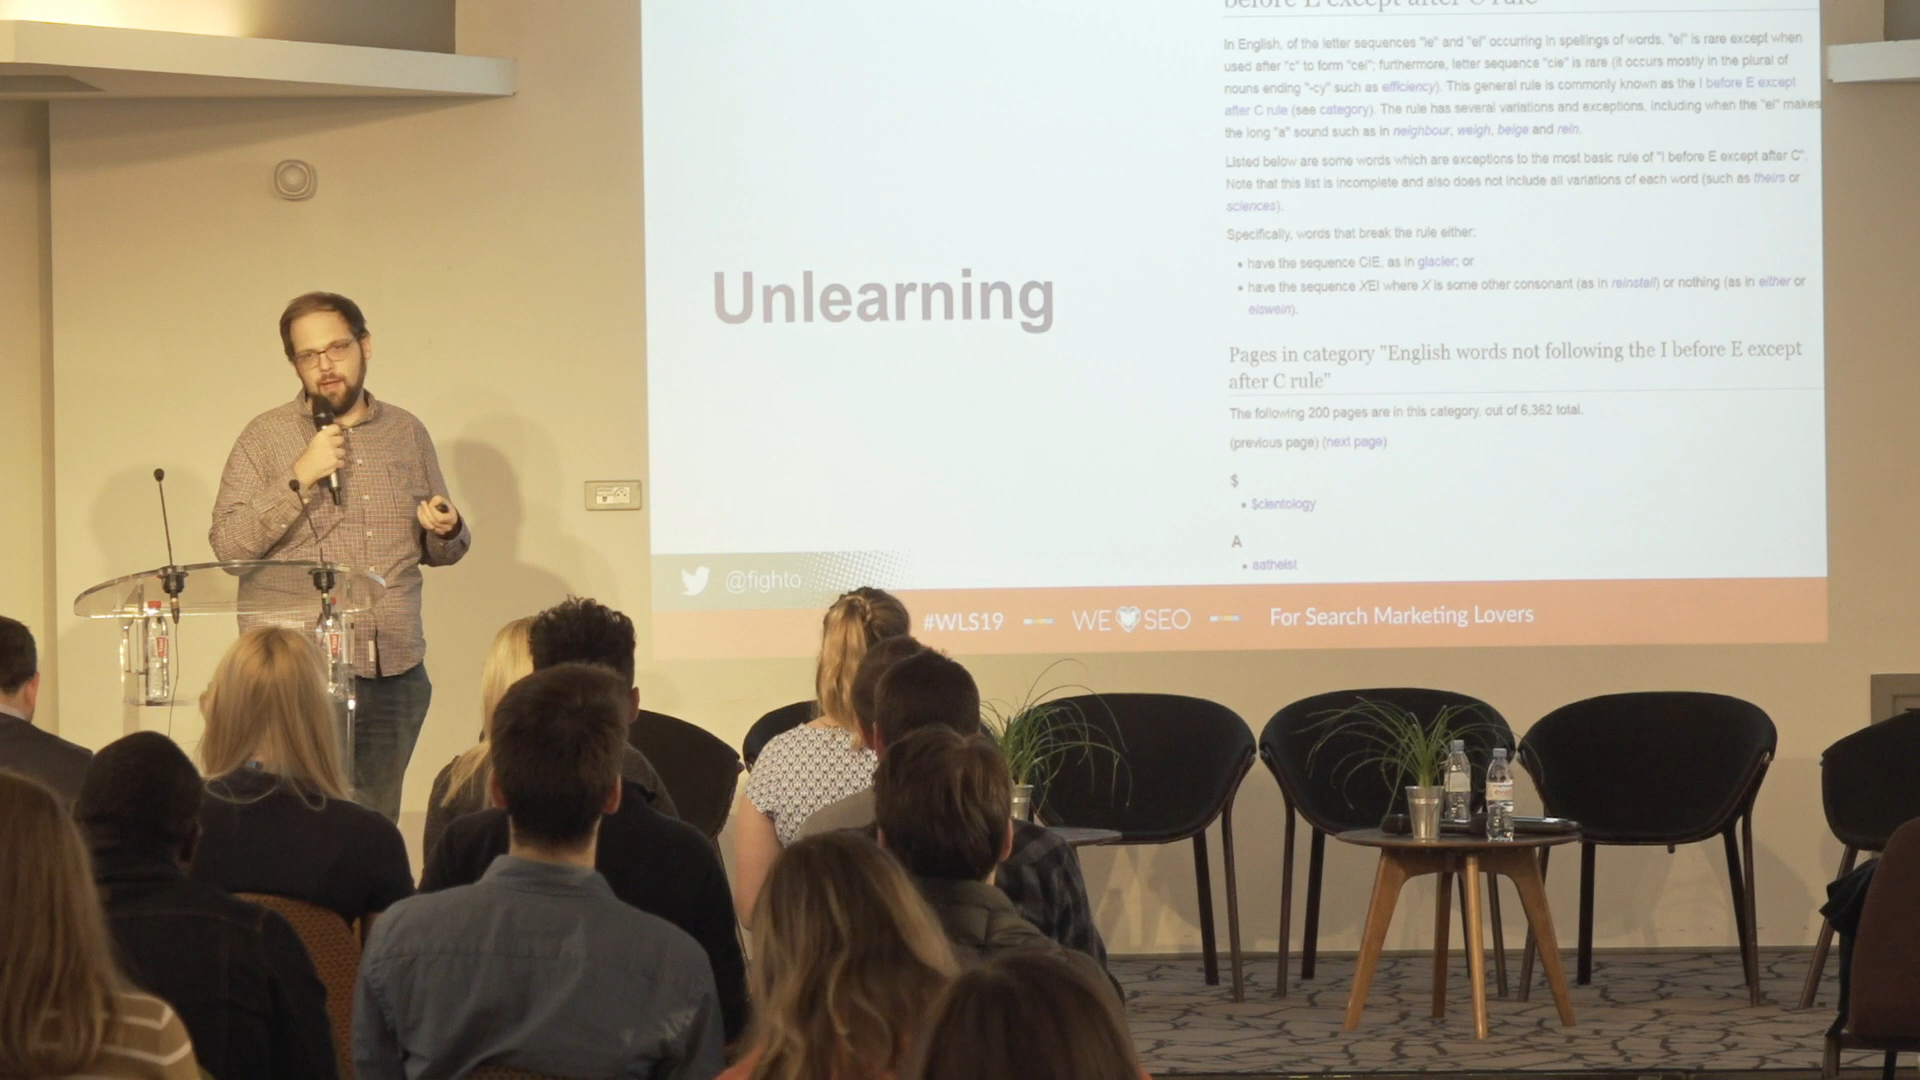 before E except after C rule"
In English, of the letter sequences "ie" and "ei" occurring in spellings of words, "ei" is rare except when
used after "c" to form "cei"; furthermore, letter sequence "cie" is rare (it occurs mostly in the plural of
nouns ending "-cy" such as efficiency). This general rule is commonly known as the I before E except
after C rule (see category). The rule has several variations and exceptions, including when the "ei" makes
the long "a" sound such as in neighbour, weigh, beige and rein.
Listed below are some words which are exceptions to the most basic rule of "I before E except after C".
Note that this list is incomplete and also does not include all variations of each word (such as theirs or
sciences).
Specifically, words that break the rule either:
• have the sequence CIE, as in glacier; or
• have the sequence XEI where X is some other consonant (as in reinstall) or nothing (as in either or
eiswein).
Unlearning
Pages in category "English words not following the I before E except
after C rule"
The following 200 pages are in this category, out of 6,362 total.
(previous page) (next page)
$
• $cientology
A
• aatheist
@fighto
#WLS19
WE SEO
For Search Marketing Lovers